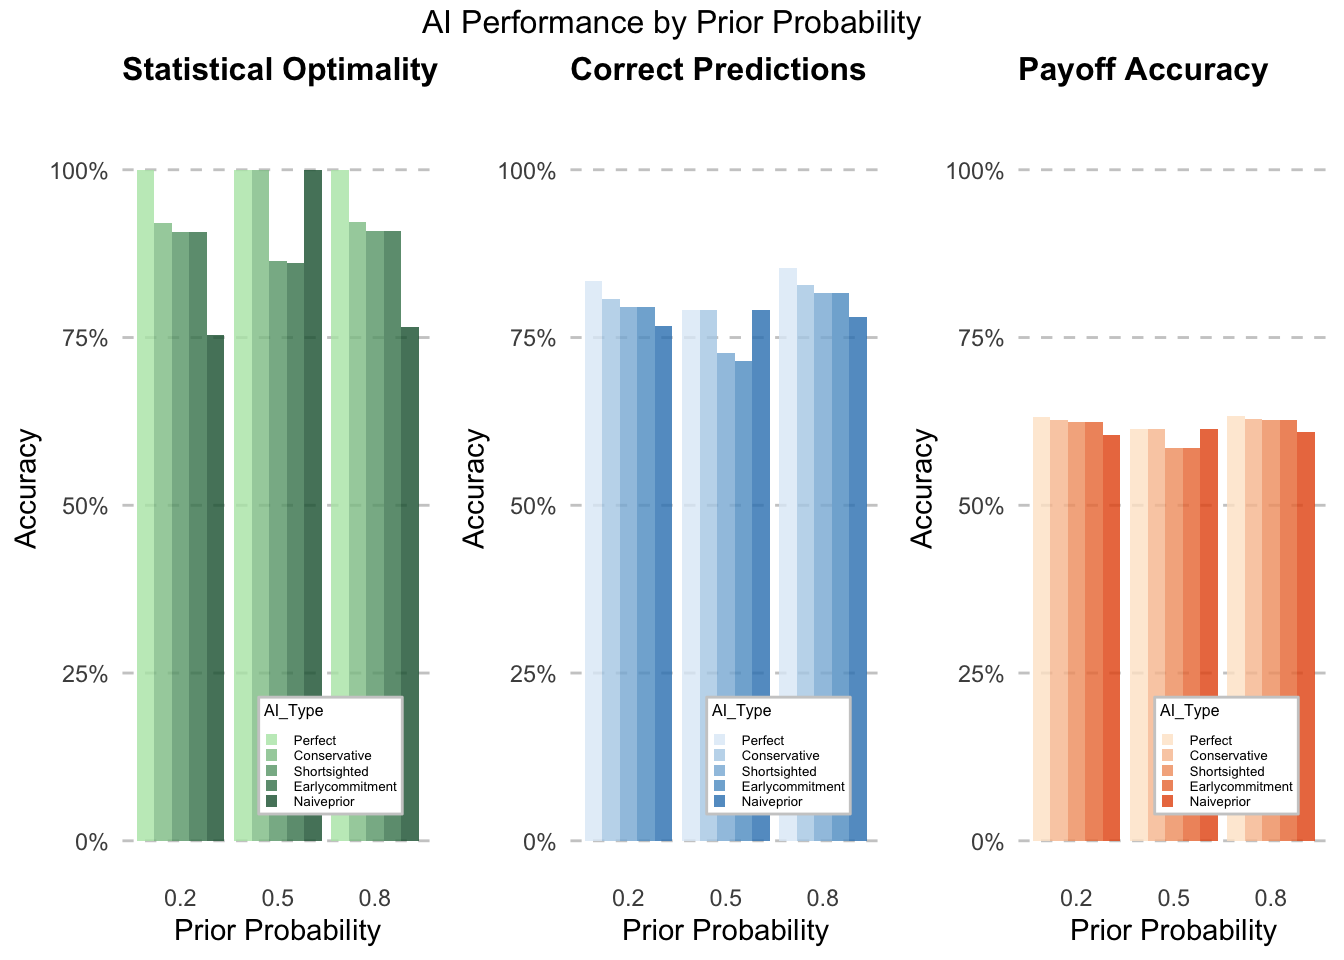 AI Performance by Prior Probability
Statistical Optimality
100%
75%
50%
25%
0%
Accuracy
0.2 0.5 0.8
Prior Probability
AI_Type
Perfect
Conservative
Shortsighted
Earlycommitment
Naiveprior
Correct Predictions
100%
75%
50%
25%
0%
Accuracy
0.2 0.5 0.8
Prior Probability
AI_Type
Perfect
Conservative
Shortsighted
Earlycommitment
Naiveprior
Payoff Accuracy
100%
75%
50%
25%
0%
Accuracy
0.2 0.5 0.8
Prior Probability
AI_Type
Perfect
Conservative
Shortsighted
Earlycommitment
Naiveprior